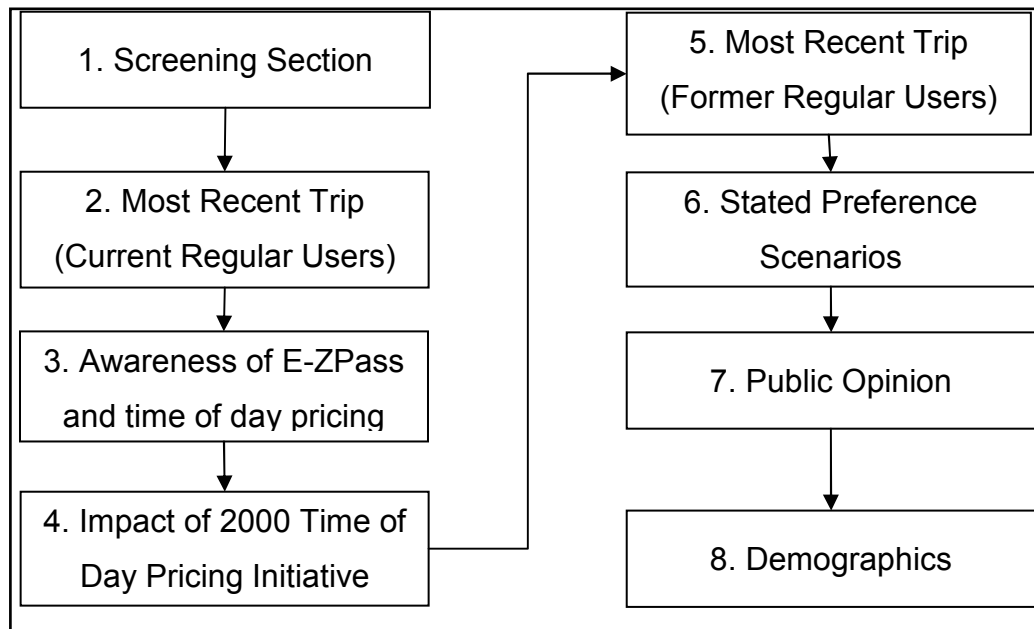 1. Screening Section
2. Most Recent Trip
(Current Regular Users)
3. Awareness of E-ZPass
and time of day pricing
4. Impact of 2000 Time of
Day Pricing Initiative
5. Most Recent Trip
(Former Regular Users)
6. Stated Preference
Scenarios
7. Public Opinion
8. Demographics